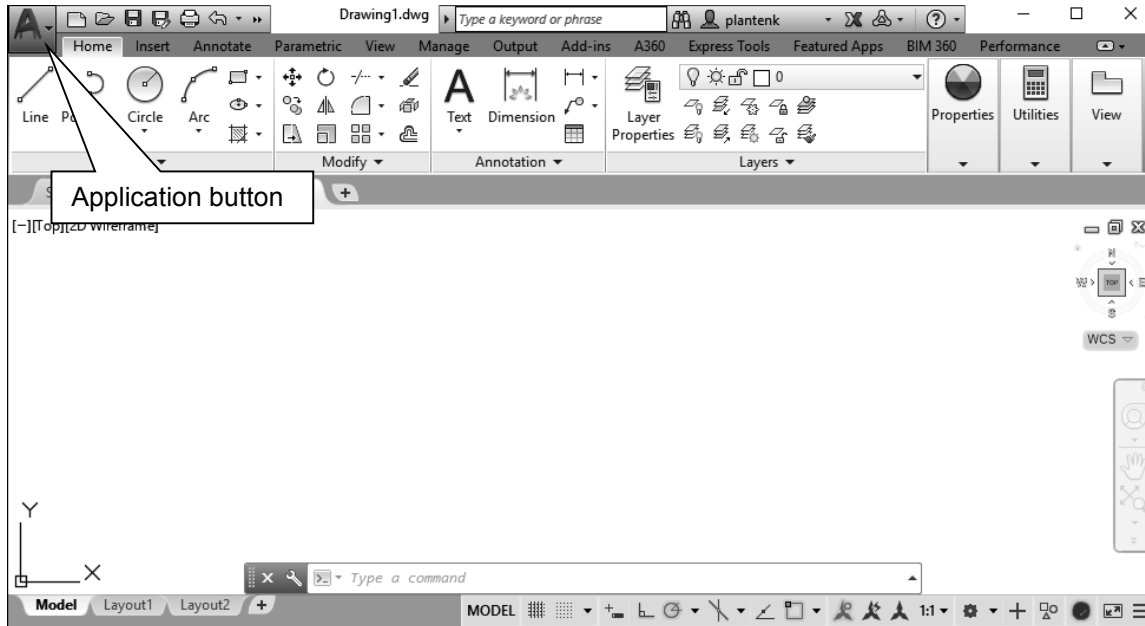 A Drawing1.dwg Type a keyword or phrase plantenk
Home Insert Annotate Parametric View Manage Output Add-ins A360 Express Tools Featured Apps BIM 360 Performance
Line Circle Arc Text Dimension Layer Properties 0 Properties Utilities View
Modify Annotation Layers
Application button
[−][Top][2D Wireframe]
N
W TOP E
S
WCS
Y
X
Type a command
Model Layout1 Layout2 + MODEL 1:1